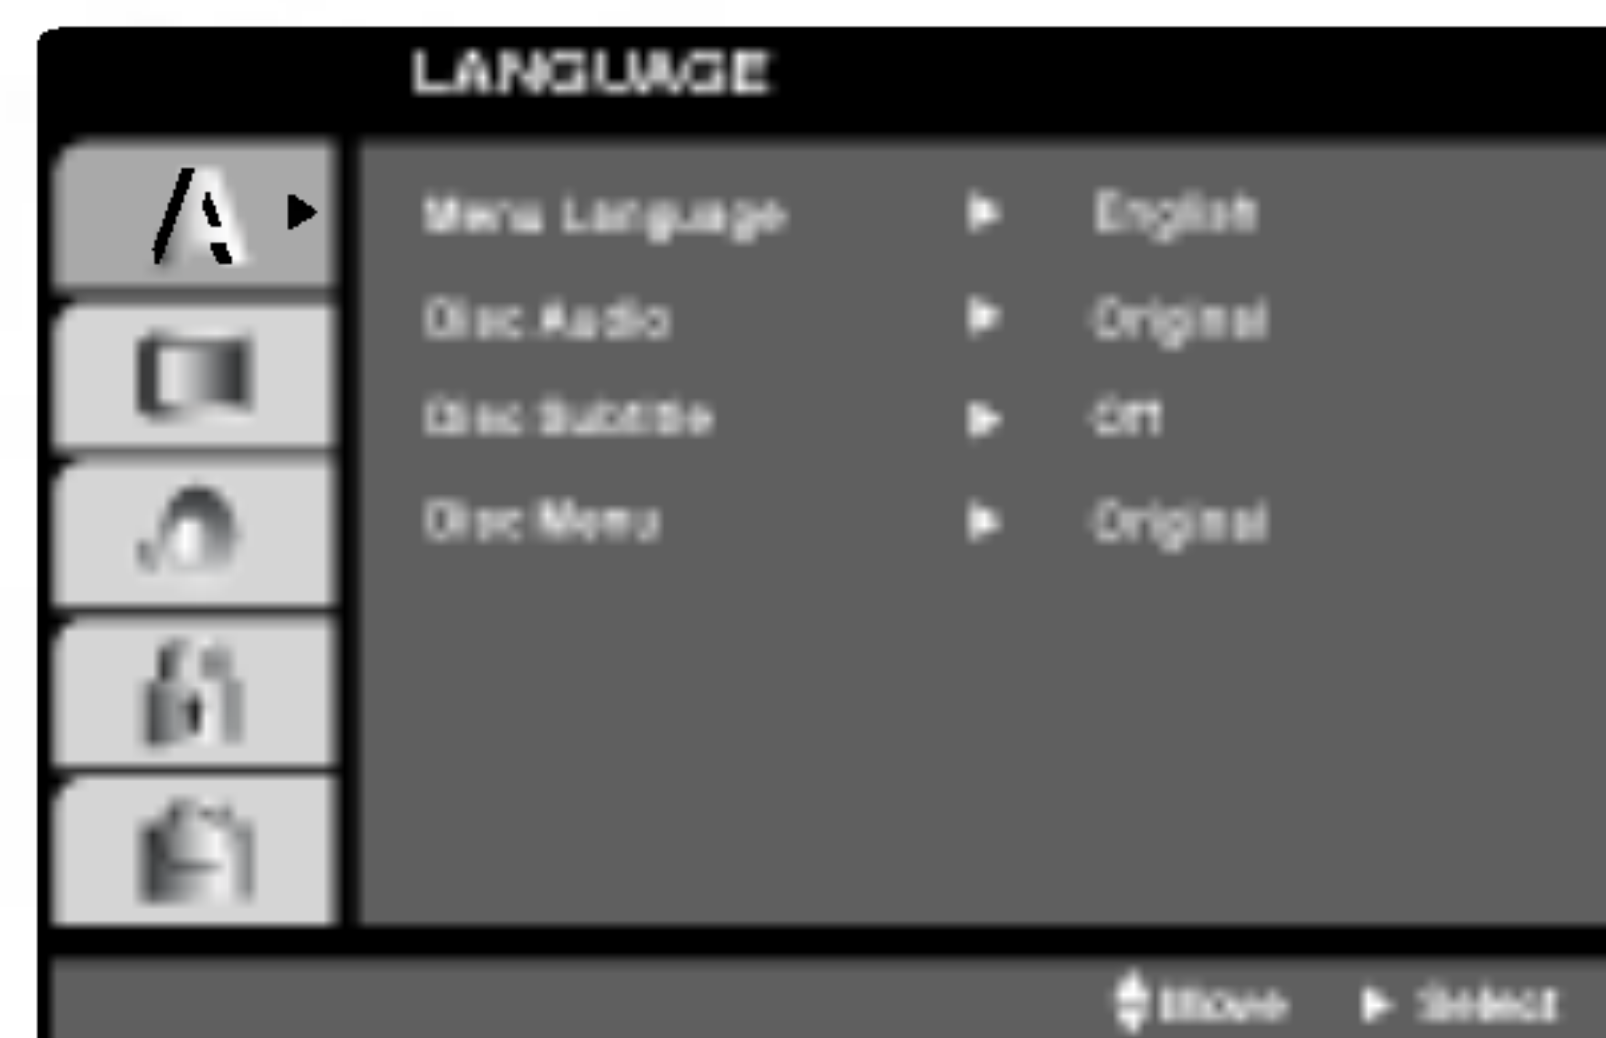 LANGUAGE
Menu Language ▶ English
Disc Audio ▶ Original
Disc Subtitle ▶ Off
Disc Menu ▶ Original
Move ▶ Select